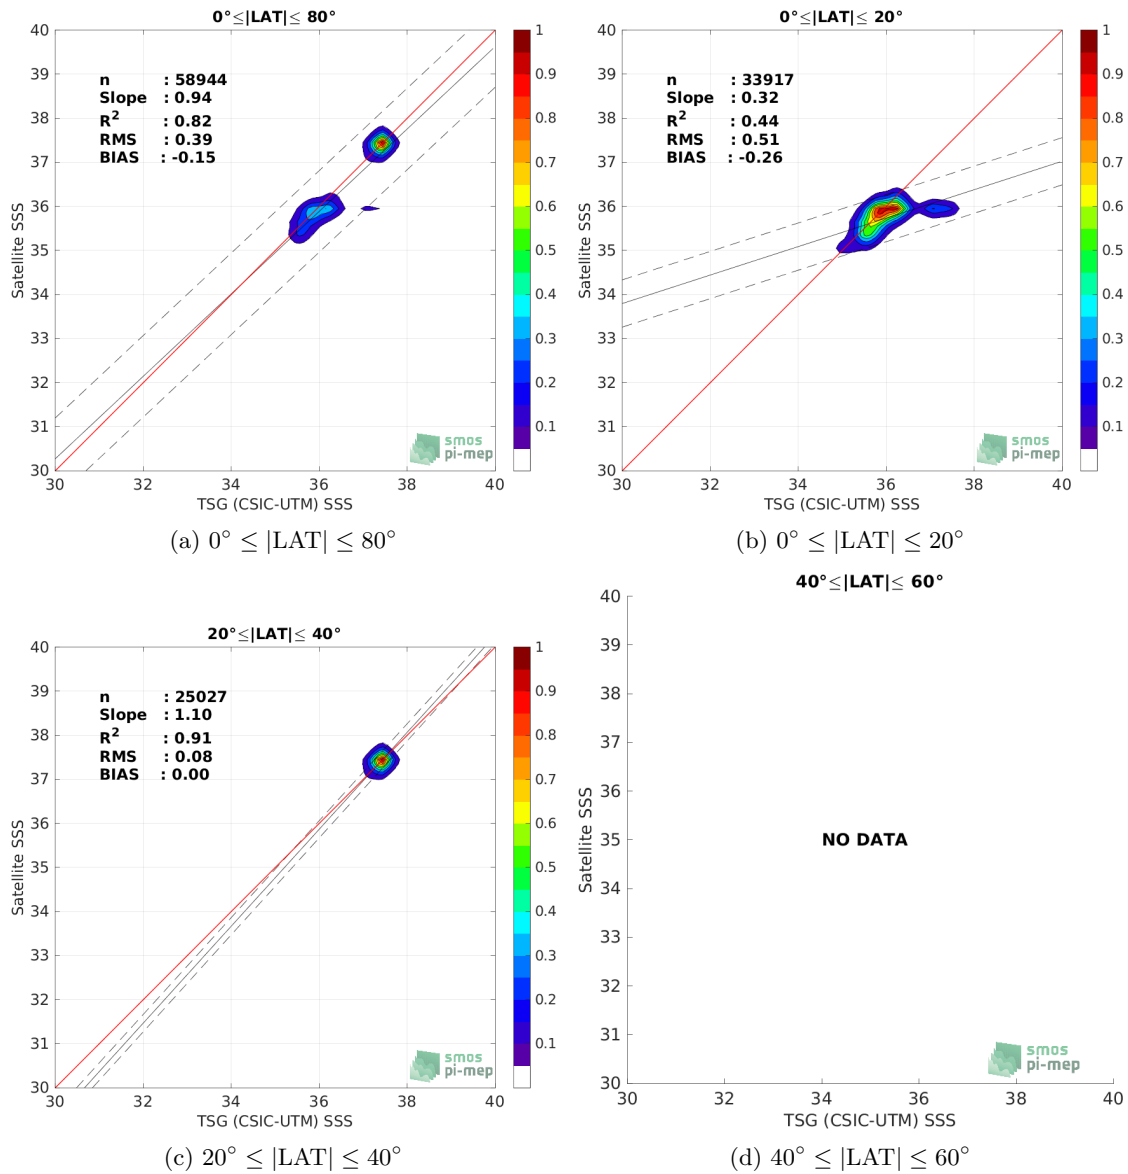 0°≤|LAT|≤ 80°
40
39
38
37
36
35
34
33
32
31
30
30
32
34
36
38
40
Satellite SSS
TSG (CSIC-UTM) SSS
n : 58944
Slope : 0.94
R2 : 0.82
RMS : 0.39
BIAS : -0.15
1
0.9
0.8
0.7
0.6
0.5
0.4
0.3
0.2
0.1
smos
pi-mep
(a) 0° ≤ |LAT| ≤ 80°
0°≤|LAT|≤ 20°
40
39
38
37
36
35
34
33
32
31
30
30
32
34
36
38
40
Satellite SSS
TSG (CSIC-UTM) SSS
n : 33917
Slope : 0.32
R2 : 0.44
RMS : 0.51
BIAS : -0.26
1
0.9
0.8
0.7
0.6
0.5
0.4
0.3
0.2
0.1
smos
pi-mep
(b) 0° ≤ |LAT| ≤ 20°
20°≤|LAT|≤ 40°
40
39
38
37
36
35
34
33
32
31
30
30
32
34
36
38
40
Satellite SSS
TSG (CSIC-UTM) SSS
n : 25027
Slope : 1.10
R2 : 0.91
RMS : 0.08
BIAS : 0.00
1
0.9
0.8
0.7
0.6
0.5
0.4
0.3
0.2
0.1
smos
pi-mep
(c) 20° ≤ |LAT| ≤ 40°
40°≤|LAT|≤ 60°
40
39
38
37
36
35
34
33
32
31
30
30
32
34
36
38
40
Satellite SSS
TSG (CSIC-UTM) SSS
NO DATA
smos
pi-mep
(d) 40° ≤ |LAT| ≤ 60°